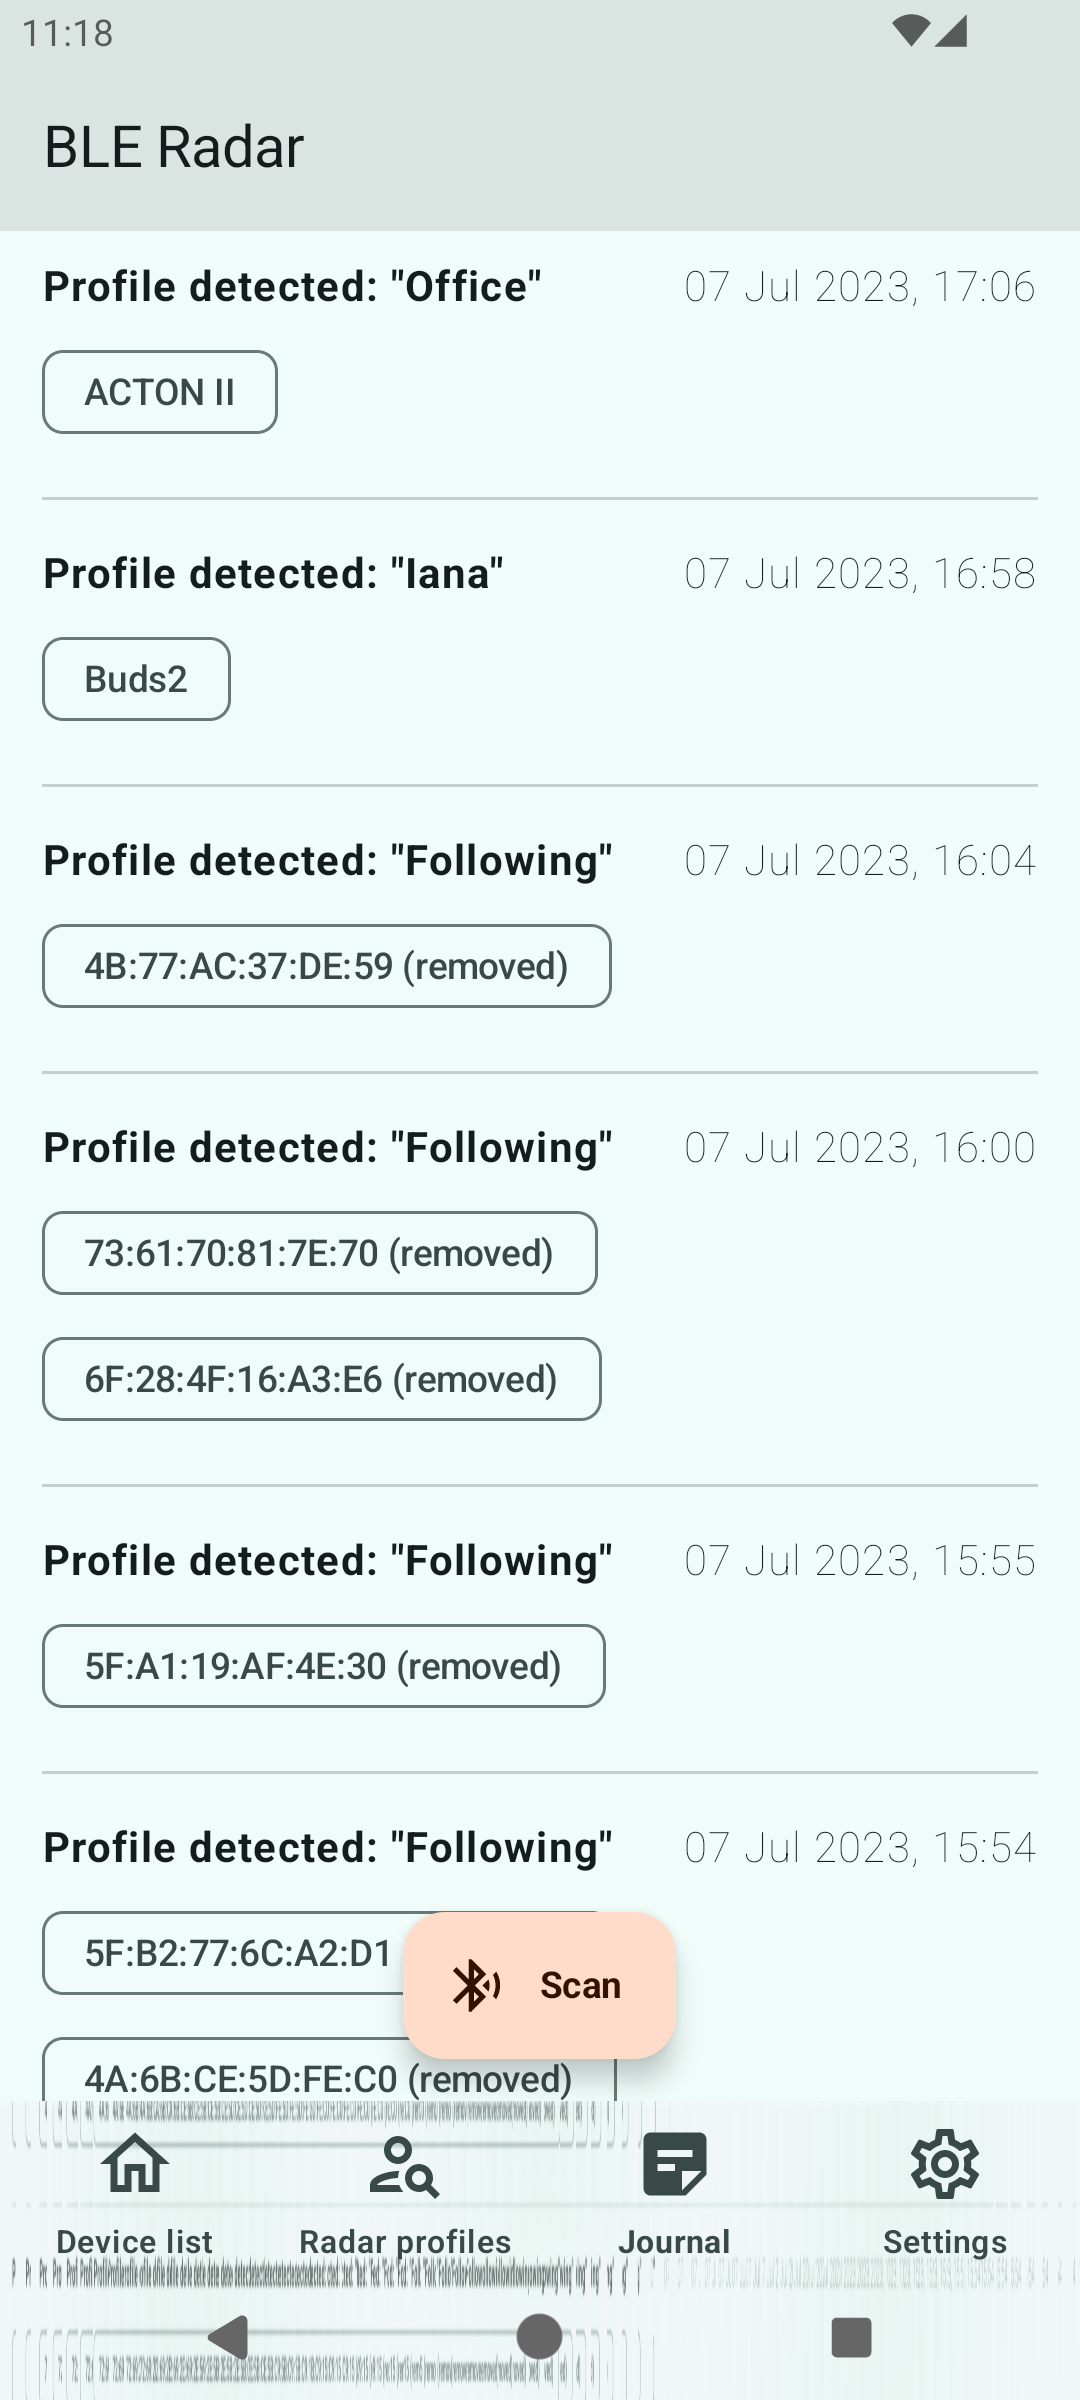 11:18
BLE Radar
Profile detected: "Office" 07 Jul 2023, 17:06
ACTON II
Profile detected: "Iana" 07 Jul 2023, 16:58
Buds2
Profile detected: "Following" 07 Jul 2023, 16:04
4B:77:AC:37:DE:59 (removed)
Profile detected: "Following" 07 Jul 2023, 16:00
73:61:70:81:7E:70 (removed)
6F:28:4F:16:A3:E6 (removed)
Profile detected: "Following" 07 Jul 2023, 15:55
5F:A1:19:AF:4E:30 (removed)
Profile detected: "Following" 07 Jul 2023, 15:54
5F:B2:77:6C:A2:D1
Scan
4A:6B:CE:5D:FE:C0 (removed)
Device list Radar profiles Journal Settings